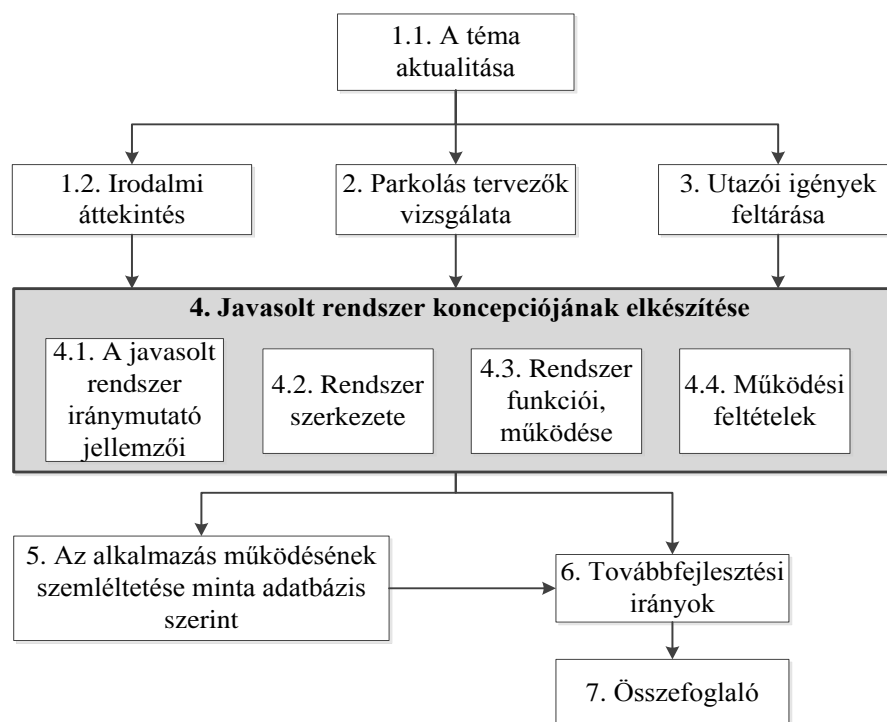 1.1. A téma
aktualitása
1.2. Irodalmi
áttekintés
2. Parkolás tervezők
vizsgálata
3. Utazói igények
feltárása
4. Javasolt rendszer koncepciójának elkészítése
4.1. A javasolt
rendszer
iránymutató
jellemzői
4.2. Rendszer
szerkezete
4.3. Rendszer
funkciói,
működése
4.4. Működési
feltételek
5. Az alkalmazás működésének
szemléltetése minta adatbázis
szerint
6. Továbbfejlesztési
irányok
7. Összefoglaló